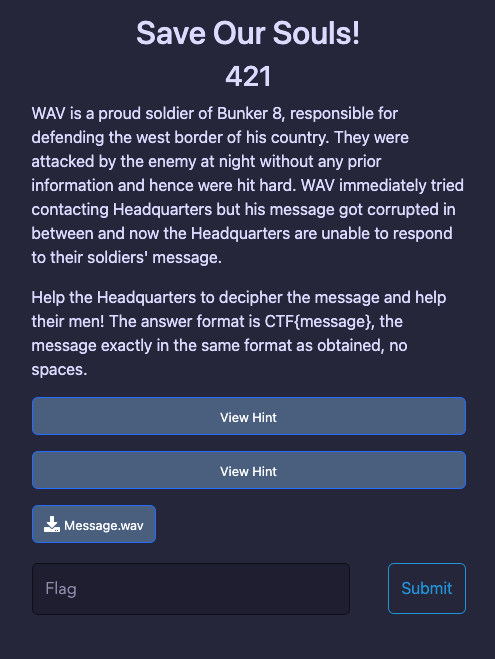 Save Our Souls!
421
WAV is a proud soldier of Bunker 8, responsible for
defending the west border of his country. They were
attacked by the enemy at night without any prior
information and hence were hit hard. WAV immediately tried
contacting Headquarters but his message got corrupted in
between and now the Headquarters are unable to respond
to their soldiers' message.
Help the Headquarters to decipher the message and help
their men! The answer format is CTF{message}, the
message exactly in the same format as obtained, no
spaces.
View Hint
View Hint
Message.wav
Flag
Submit